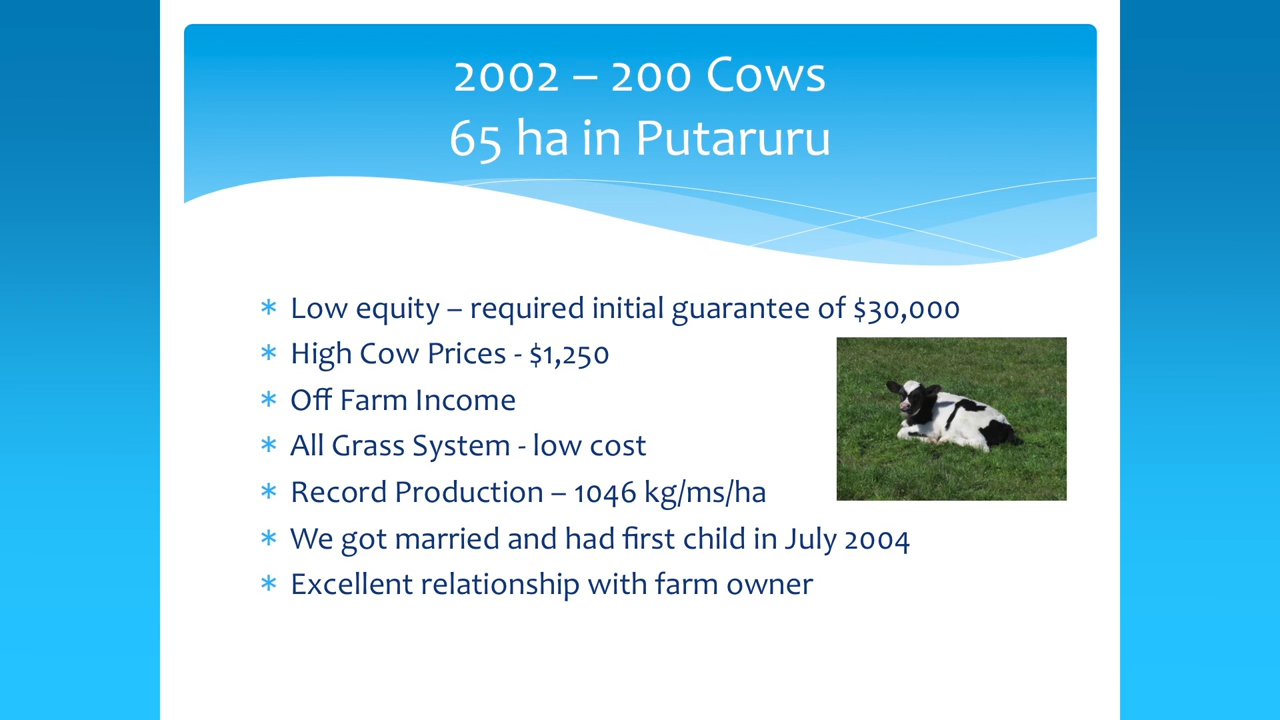 2002 – 200 Cows
65 ha in Putaruru
* Low equity – required initial guarantee of $30,000
* High Cow Prices - $1,250
* Off Farm Income
* All Grass System - low cost
* Record Production – 1046 kg/ms/ha
* We got married and had first child in July 2004
* Excellent relationship with farm owner